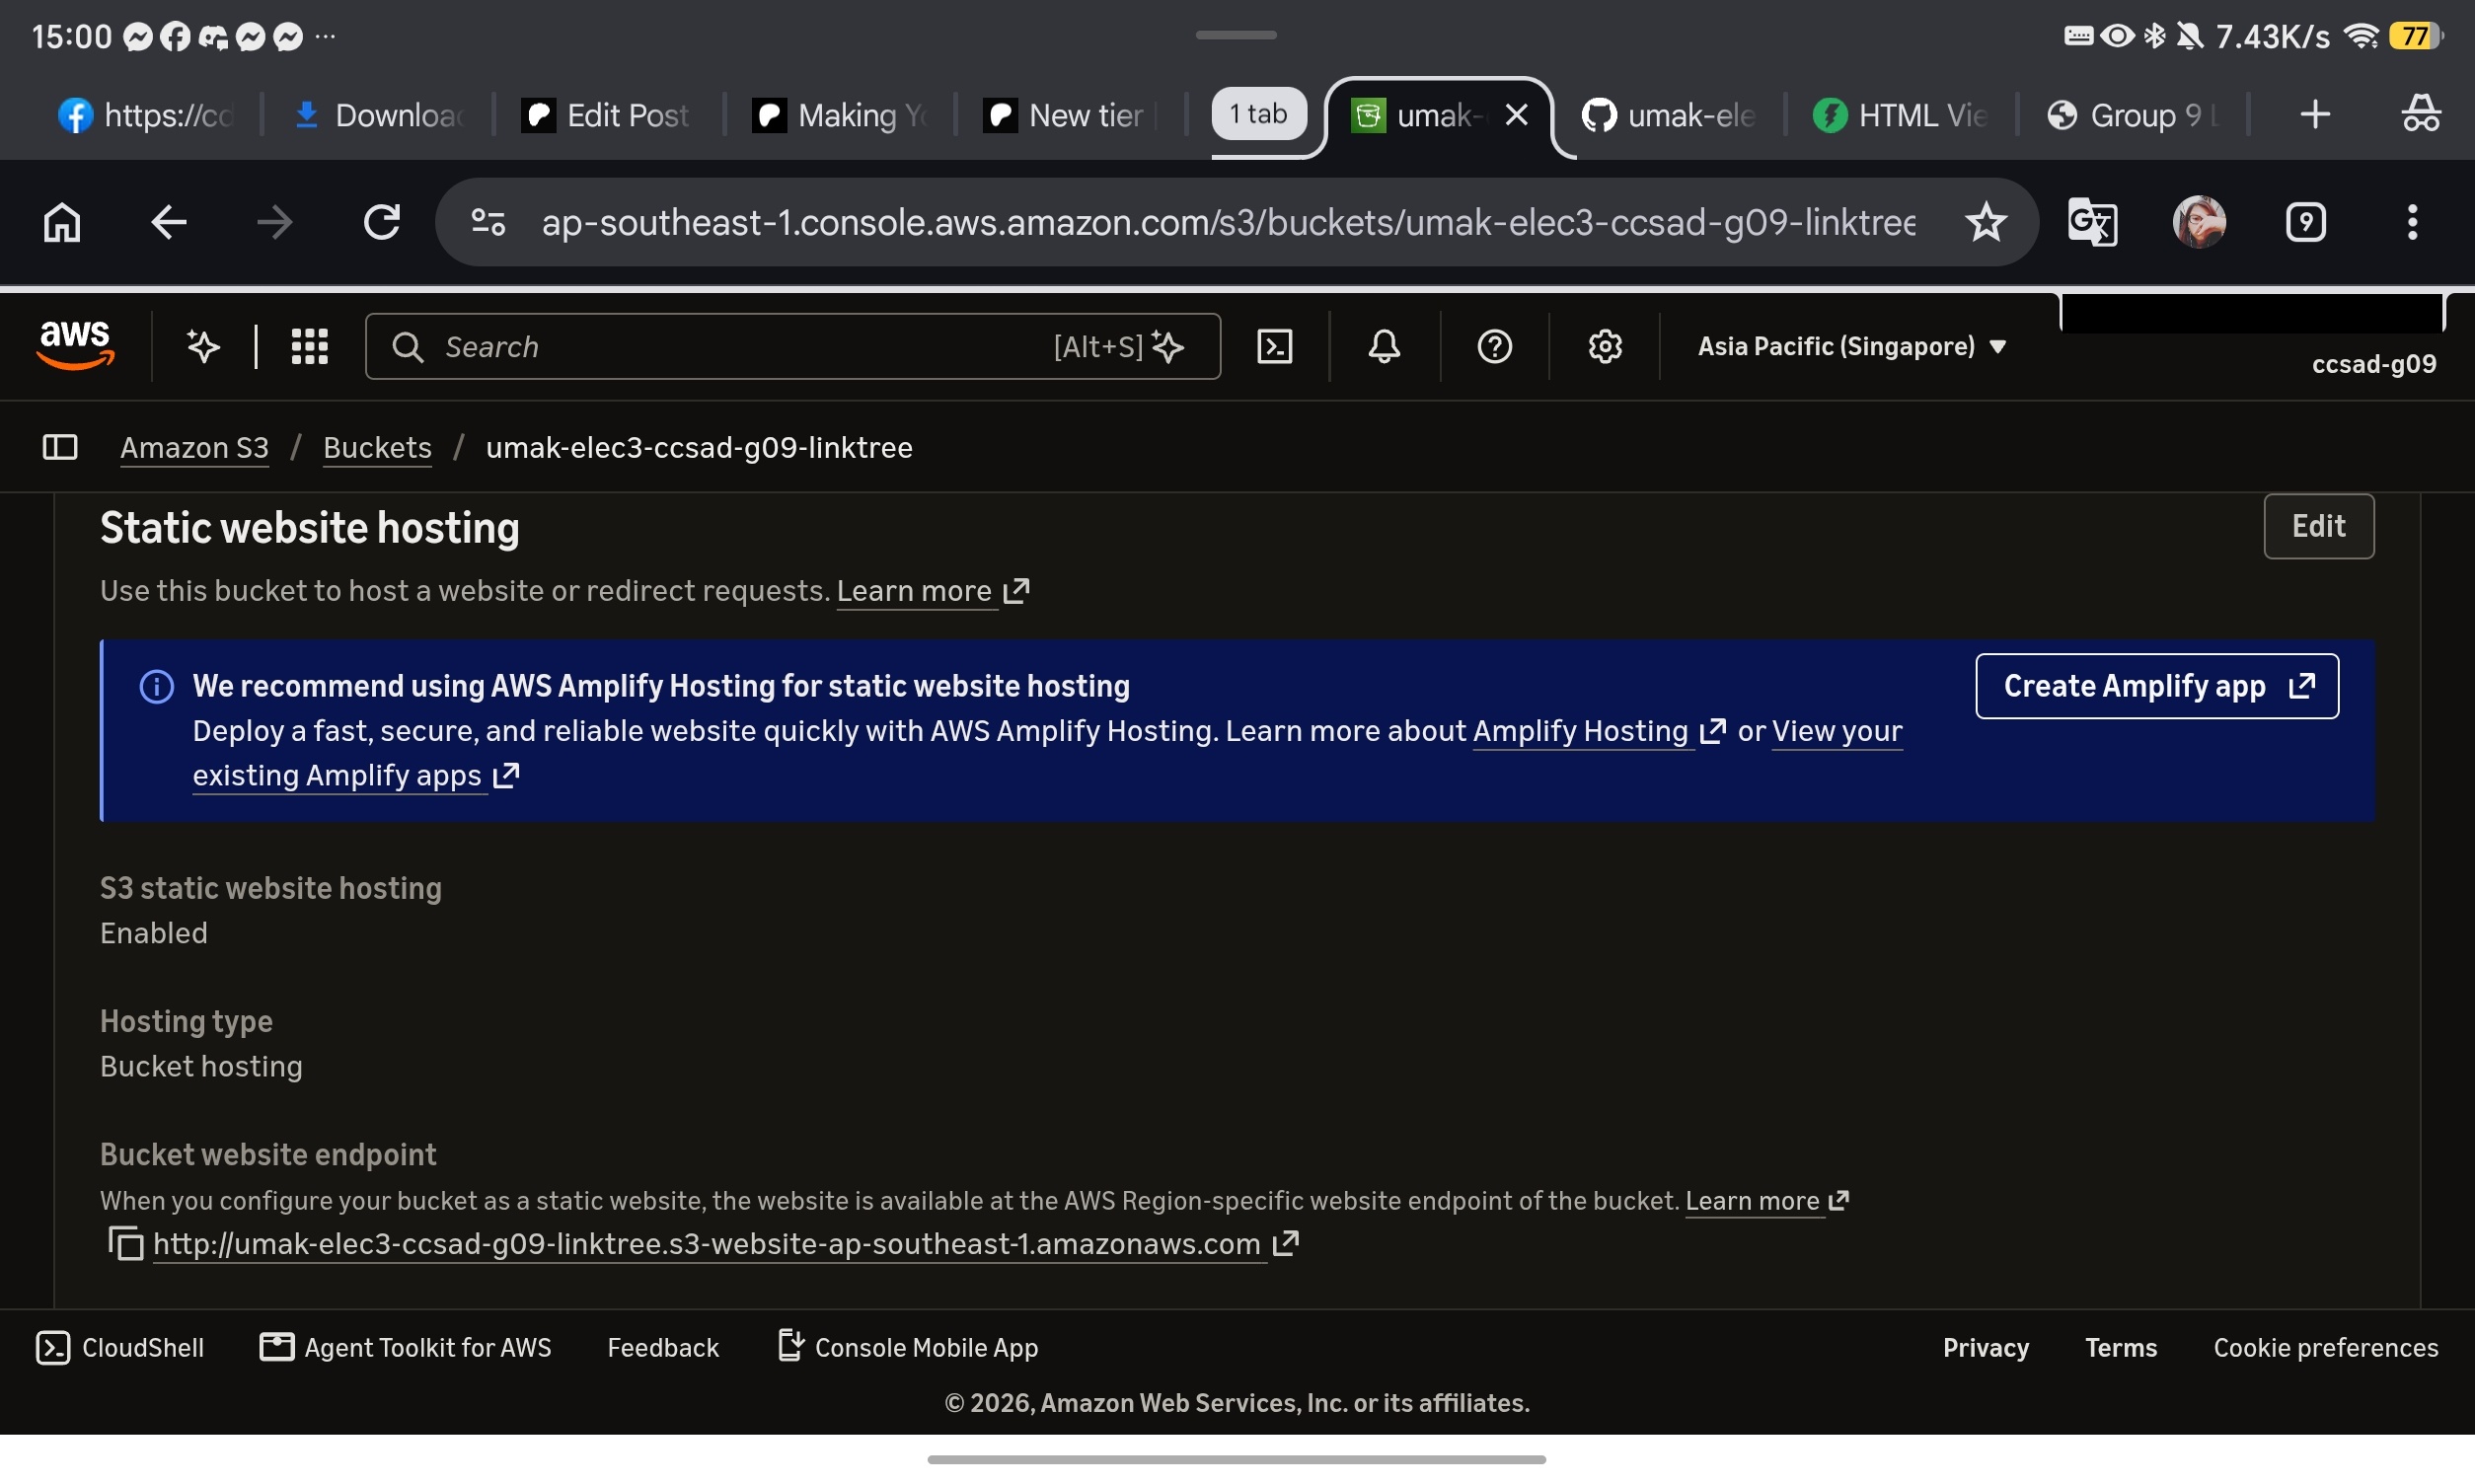 15:00 ... 7.43K/s 77
https://cd Downloa Edit Post Making Yo New tier 1 tab umak- umak-ele HTML Vie Group 9 L
ap-southeast-1.console.aws.amazon.com/s3/buckets/umak-elec3-ccsad-g09-linktree 9
aws Search [Alt+S] Asia Pacific (Singapore)
ccsad-g09
Amazon S3 / Buckets / umak-elec3-ccsad-g09-linktree
Static website hosting Edit
Use this bucket to host a website or redirect requests. Learn more
We recommend using AWS Amplify Hosting for static website hosting Create Amplify app
Deploy a fast, secure, and reliable website quickly with AWS Amplify Hosting. Learn more about Amplify Hosting or View your
existing Amplify apps
S3 static website hosting
Enabled
Hosting type
Bucket hosting
Bucket website endpoint
When you configure your bucket as a static website, the website is available at the AWS Region-specific website endpoint of the bucket. Learn more
http://umak-elec3-ccsad-g09-linktree.s3-website-ap-southeast-1.amazonaws.com
CloudShell Agent Toolkit for AWS Feedback Console Mobile App Privacy Terms Cookie preferences
© 2026, Amazon Web Services, Inc. or its affiliates.